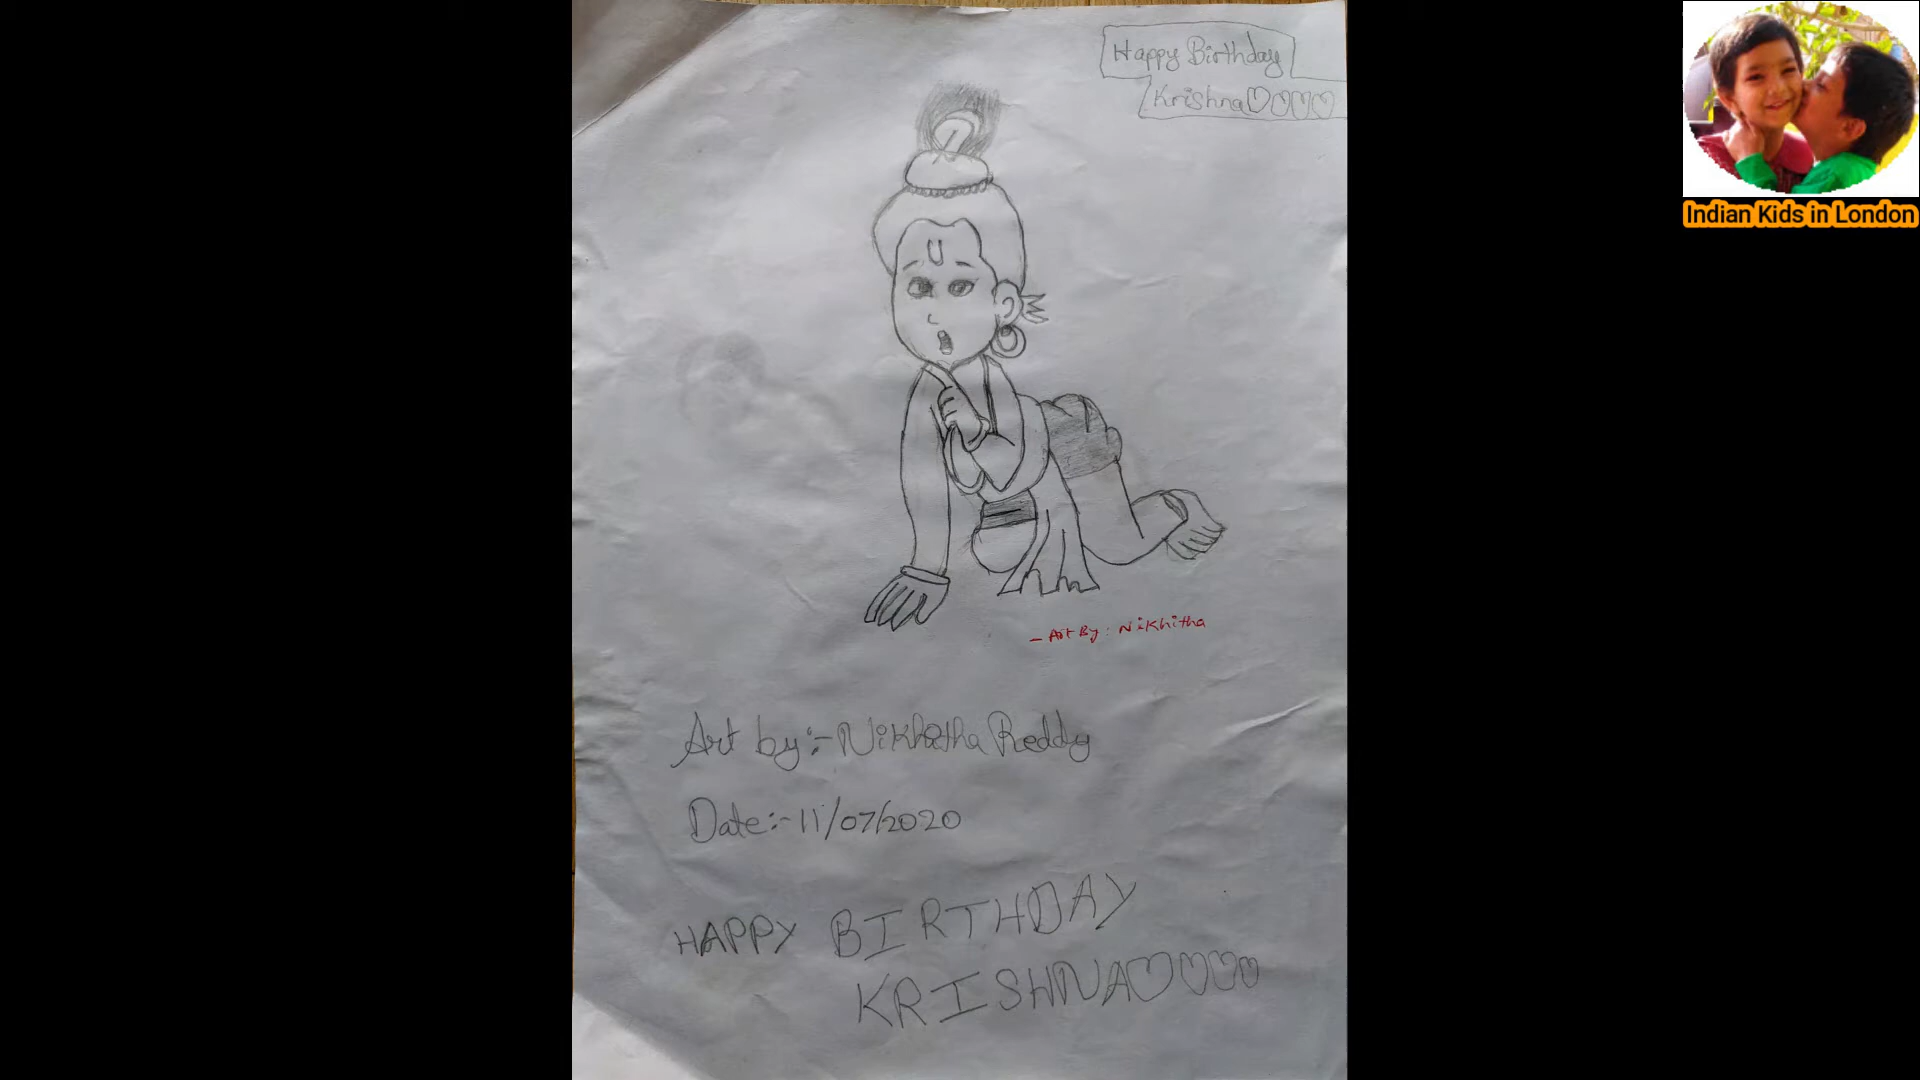 Happy Birthday
Krishna♡♡♡♡
Indian Kids in London
- Art By: Nikhitha
Art by:- Nikhitha Reddy
Date:- 11/07/2020
HAPPY BIRTHDAY
KRISHNA♡♡♡♡